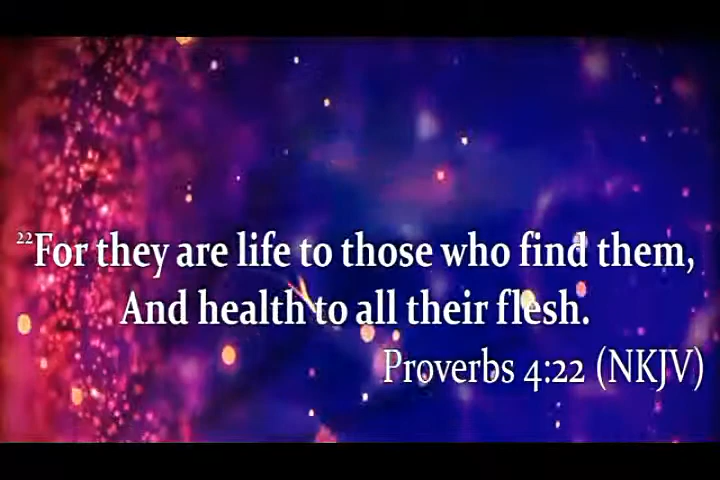 22For they are life to those who find them,
And health to all their flesh.
Proverbs 4:22 (NKJV)